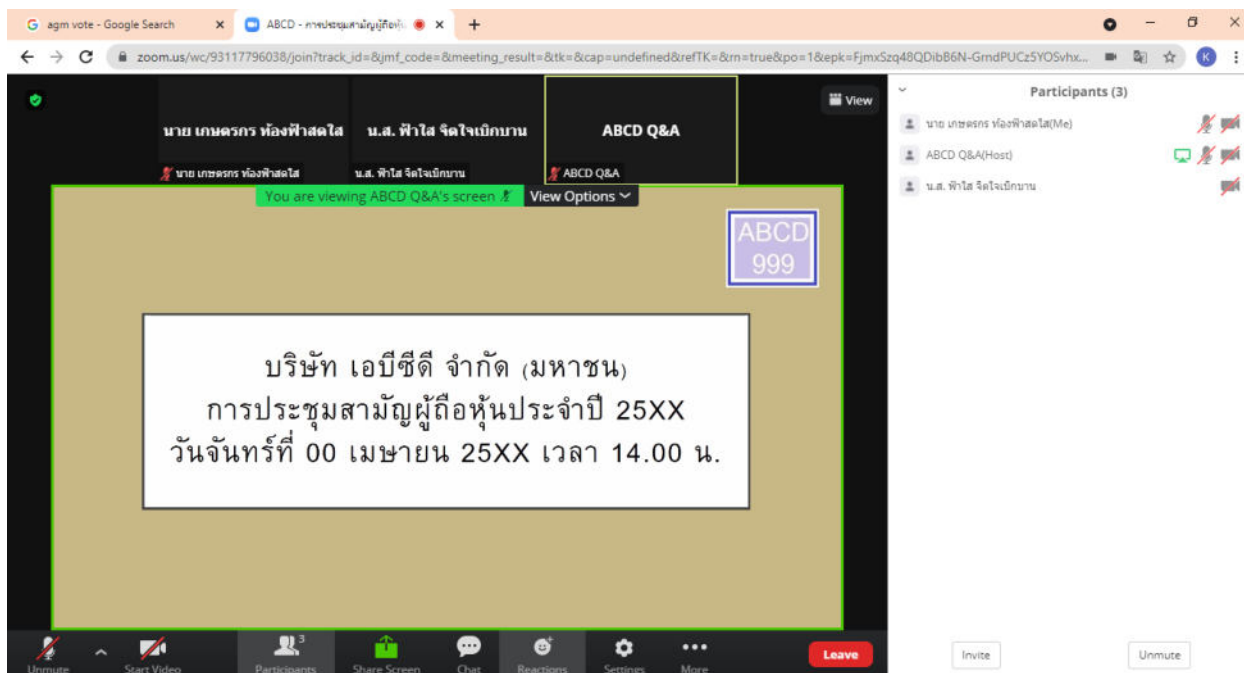 agm vote - Google Search
ABCD - การประชุมสามัญผู้ถือหุ้น
zoom.us/wc/93117796038/join?track_id=&jmf_code=&meeting_result=&tk=&cap=undefined&refTK=&rn=true&po=1&epk=FjmxSzq48QDibB6N-GmdPUCz5YOSvhx...
K
View
นาย เกษตรกร ท้องฟ้าสดใส
น.ส. ฟ้าใส จิตใจเบิกบาน
ABCD Q&A
นาย เกษตรกร ท้องฟ้าสดใส
น.ส. ฟ้าใส จิตใจเบิกบาน
ABCD Q&A
You are viewing ABCD Q&A's screen
View Options
ABCD
999
บริษัท เอบีซีดี จำกัด (มหาชน)
การประชุมสามัญผู้ถือหุ้นประจำปี 25XX
วันจันทร์ที่ 00 เมษายน 25XX เวลา 14.00 น.
Unmute
Start Video
3
Participants
Share Screen
Chat
Reactions
Settings
More
Leave
Participants (3)
นาย เกษตรกร ท้องฟ้าสดใส(Me)
ABCD Q&A(Host)
น.ส. ฟ้าใส จิตใจเบิกบาน
Invite
Unmute